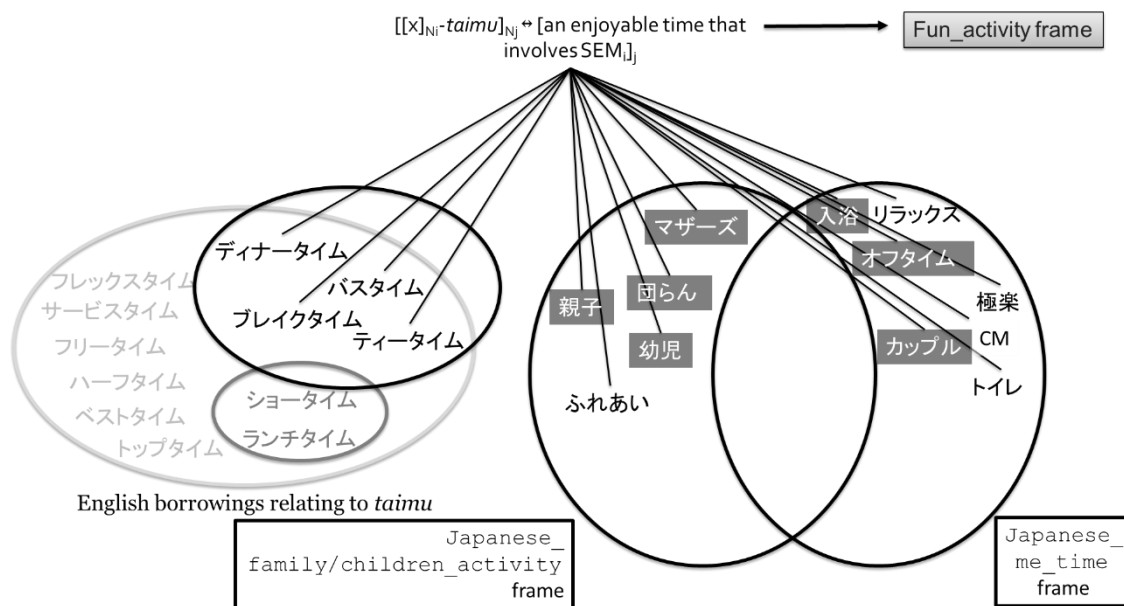 [[x]Ni-taimu]Nj ↔ [an enjoyable time that
involves SEMi]j
Fun_activity frame
ディナータイム
バスタイム
ブレイクタイム
ティータイム
フレックスタイム
サービスタイム
フリータイム
ハーフタイム
ベストタイム
トップタイム
ショータイム
ランチタイム
English borrowings relating to taimu
マザーズ
団らん
親子
幼児
ふれあい
入浴
リラックス
オフタイム
極楽
CM
カップル
トイレ
Japanese_
family/children_activity
frame
Japanese_
me_time
frame